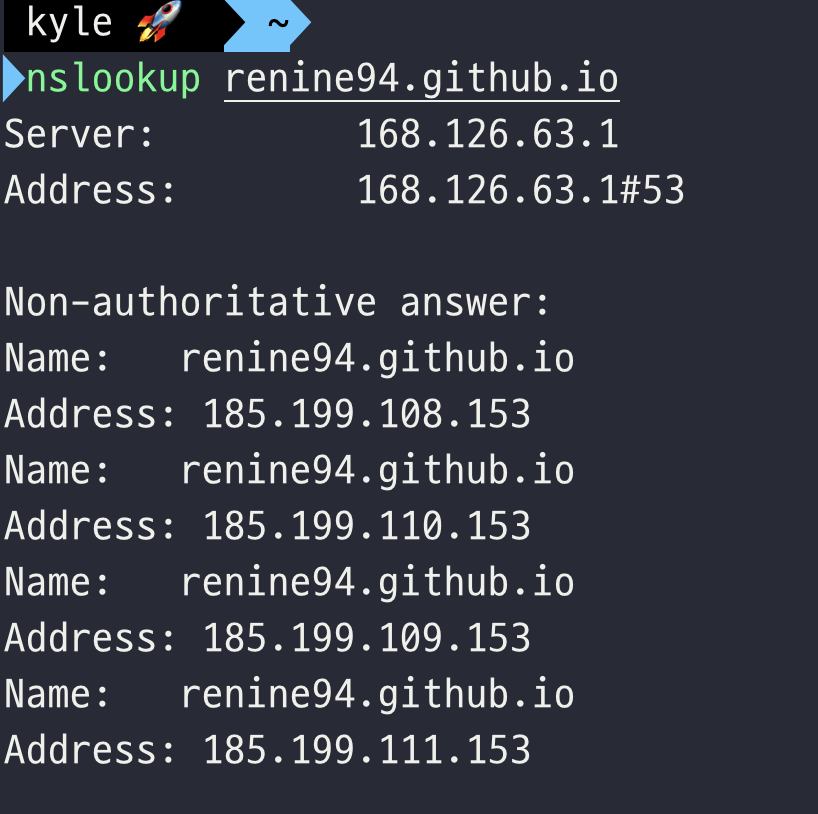 kyle 🚀 ~
nslookup renine94.github.io
Server: 168.126.63.1
Address: 168.126.63.1#53
Non-authoritative answer:
Name: renine94.github.io
Address: 185.199.108.153
Name: renine94.github.io
Address: 185.199.110.153
Name: renine94.github.io
Address: 185.199.109.153
Name: renine94.github.io
Address: 185.199.111.153